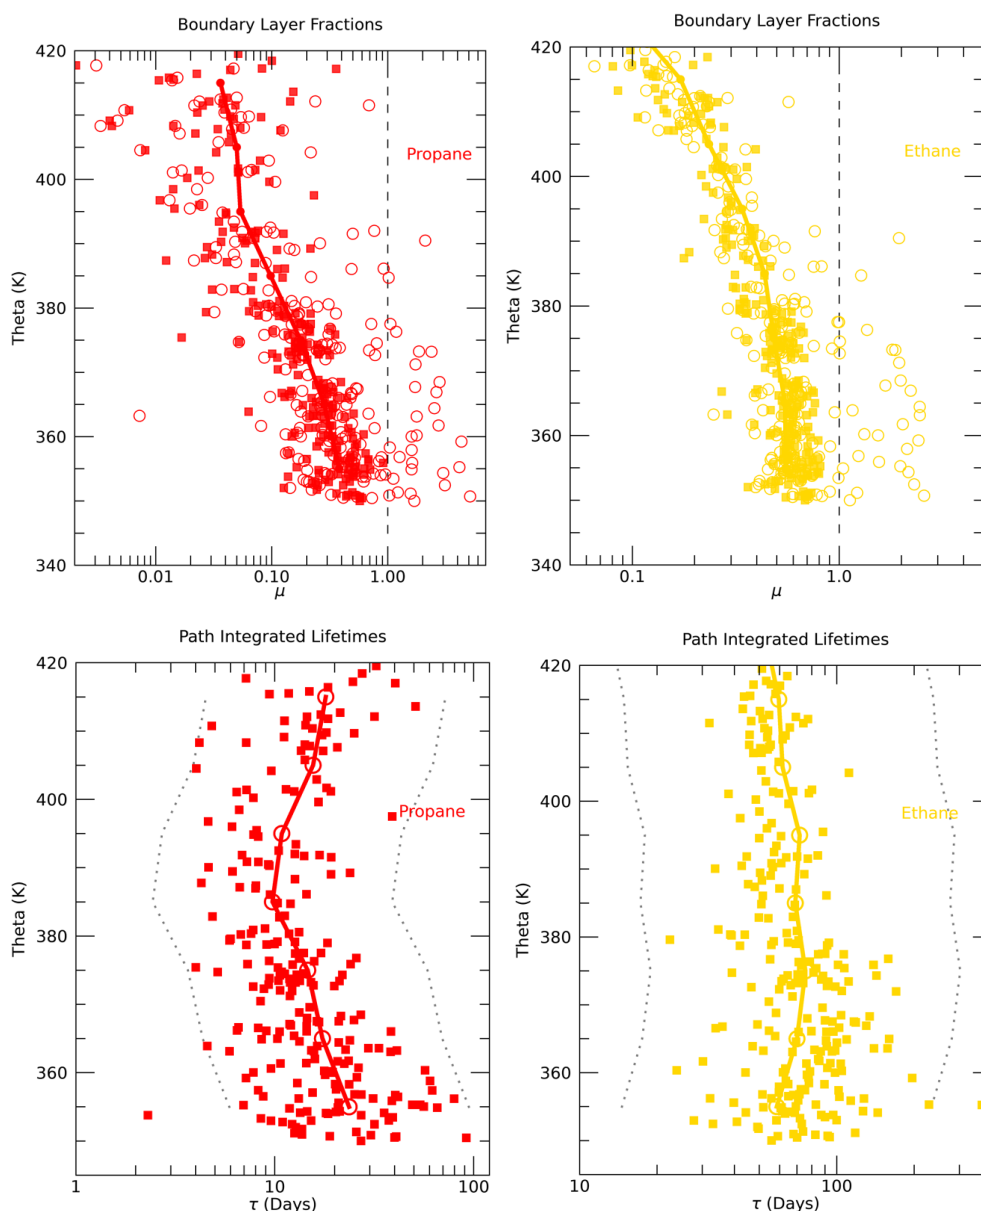 Boundary Layer Fractions
Theta (K)
420
400
380
360
340
Propane
0.01
0.10
1.00
μ
Boundary Layer Fractions
Theta (K)
420
400
380
360
340
Ethane
0.1
1.0
μ
Path Integrated Lifetimes
Theta (K)
420
400
380
360
Propane
1
10
100
τ (Days)
Path Integrated Lifetimes
Theta (K)
420
400
380
360
Ethane
10
100
τ (Days)